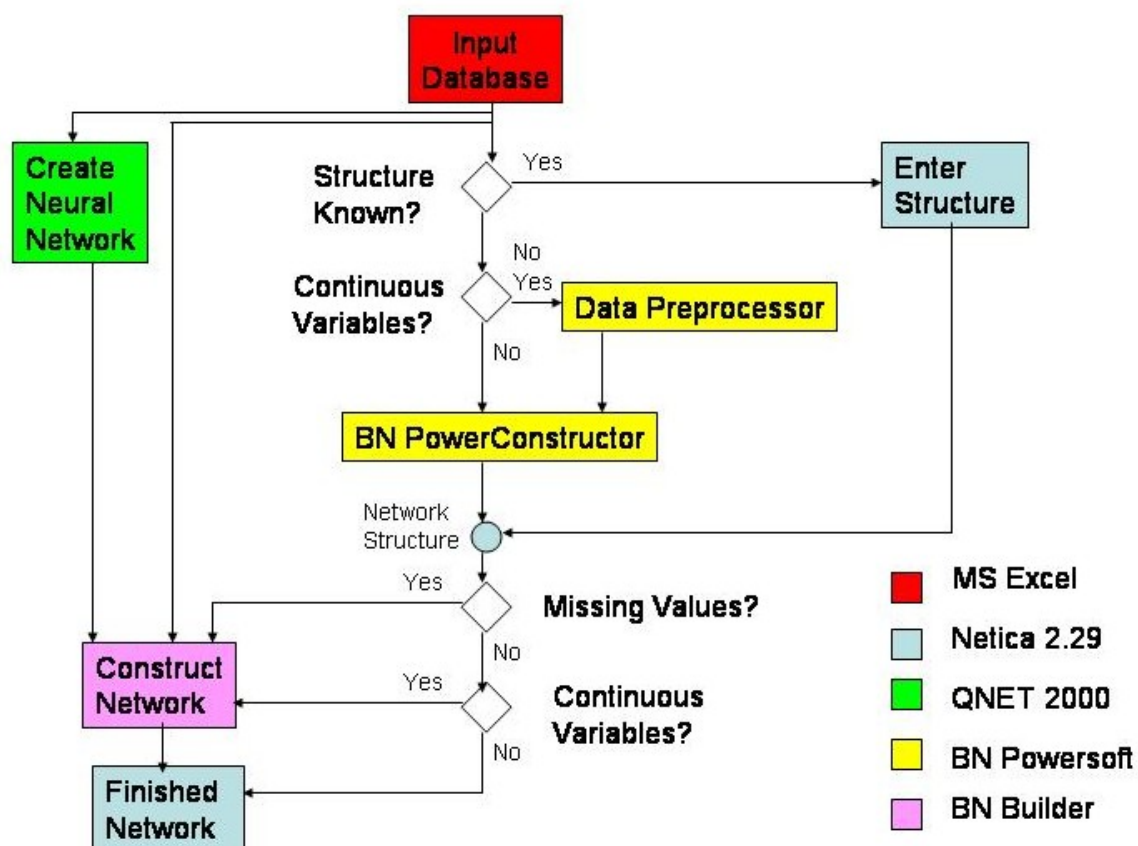 Input
Database
Create
Neural
Network
Structure
Known?
Yes
Enter
Structure
No
Continuous
Variables?
Yes
Data Preprocessor
No
BN PowerConstructor
Network
Structure
Yes
Missing Values?
No
Construct
Network
Yes
Continuous
Variables?
No
Finished
Network
MS Excel
Netica 2.29
QNET 2000
BN Powersoft
BN Builder